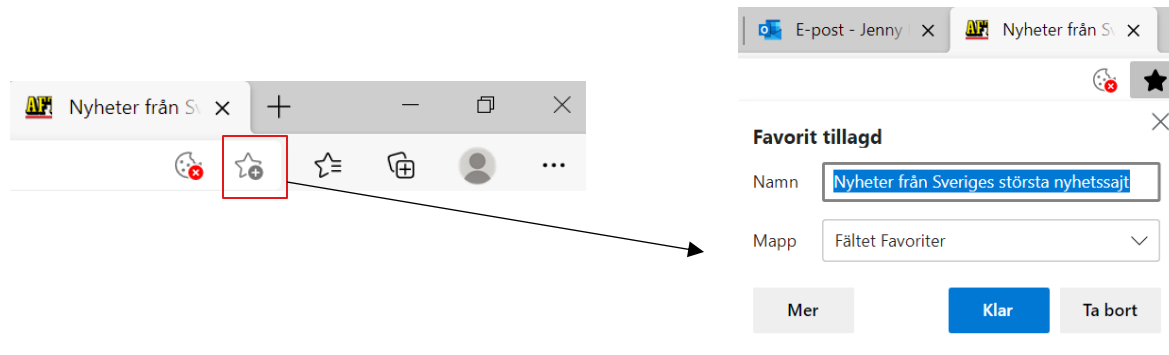 AF Nyheter från Sv
E-post - Jenny
AF Nyheter från Sv
Favorit tillagd
Namn Nyheter från Sveriges största nyhetssajt
Mapp Fältet Favoriter
Mer Klar Ta bort